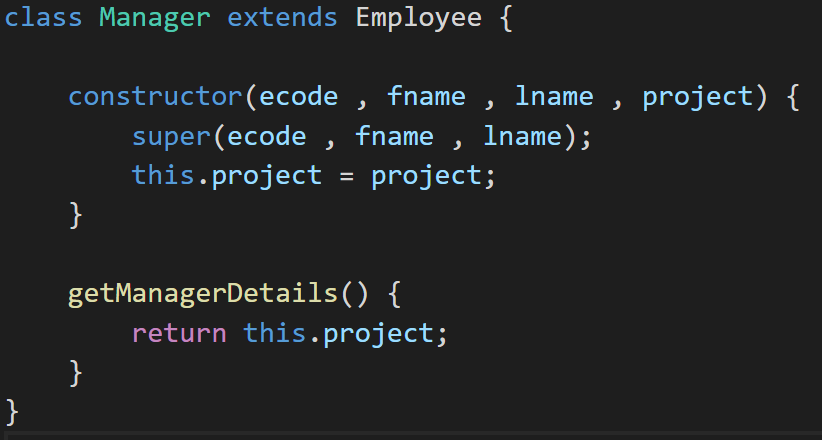 class Manager extends Employee {
constructor(ecode , fname , lname , project) {
super(ecode , fname , lname);
this.project = project;
}
getManagerDetails() {
return this.project;
}
}